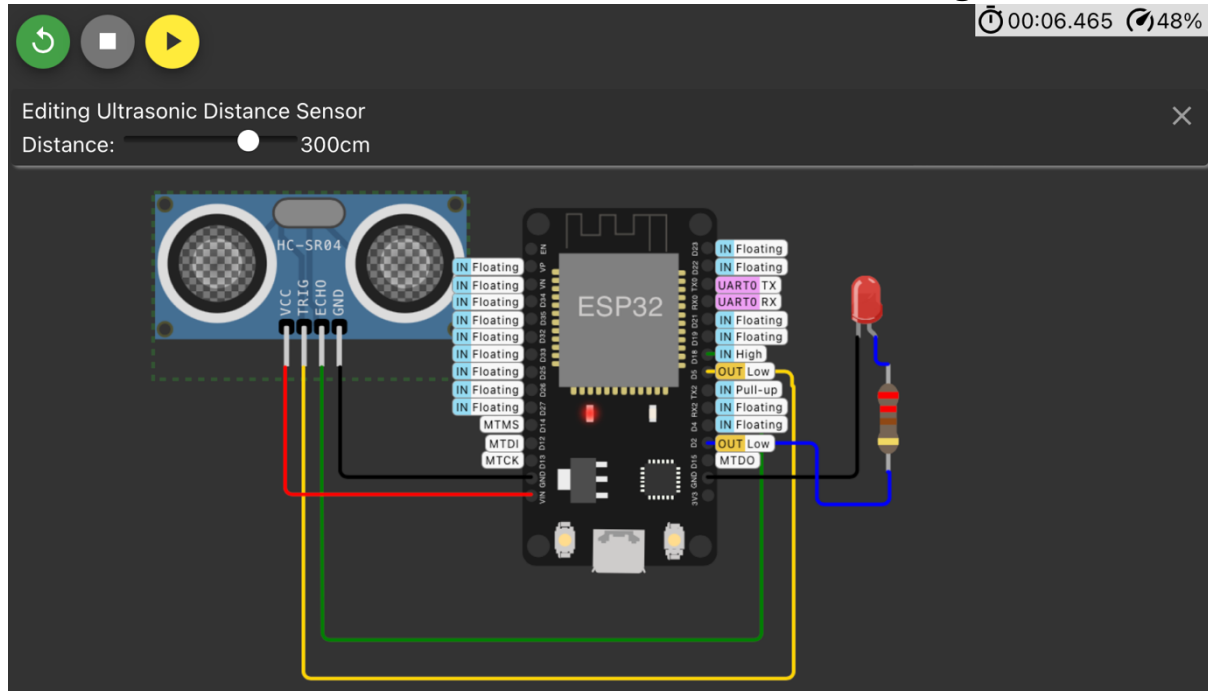 00:06.465 48%
Editing Ultrasonic Distance Sensor
Distance: 300cm
HC-SR04
VCC
TRIG
ECHO
GND
ESP32
EN
VP
VN
D34
D35
D32
D33
D25
D26
D27
D14
D12
D13
GND
VIN
IN Floating
IN Floating
IN Floating
IN Floating
IN Floating
IN Floating
IN Floating
IN Floating
IN Floating
MTMS
MTDI
MTCK
D23
D22
TX0
RX0
D21
D19
D18
D5
TX2
RX2
D4
D2
D15
GND
3V3
IN Floating
IN Floating
UART0 TX
UART0 RX
IN Floating
IN Floating
IN High
OUT Low
IN Pull-up
IN Floating
IN Floating
OUT Low
MTDO